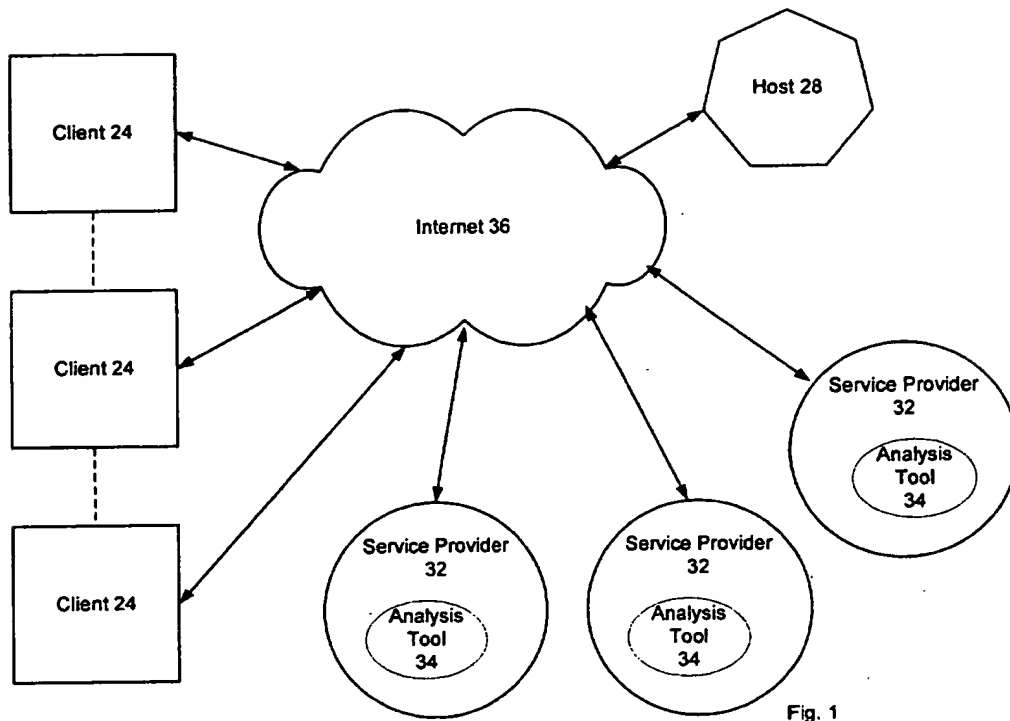 Client 24
Host 28
Internet 36
Client 24
Client 24
Service Provider
32
Analysis
Tool
34
Service Provider
32
Analysis
Tool
34
Service Provider
32
Analysis
Tool
34
Fig. 1